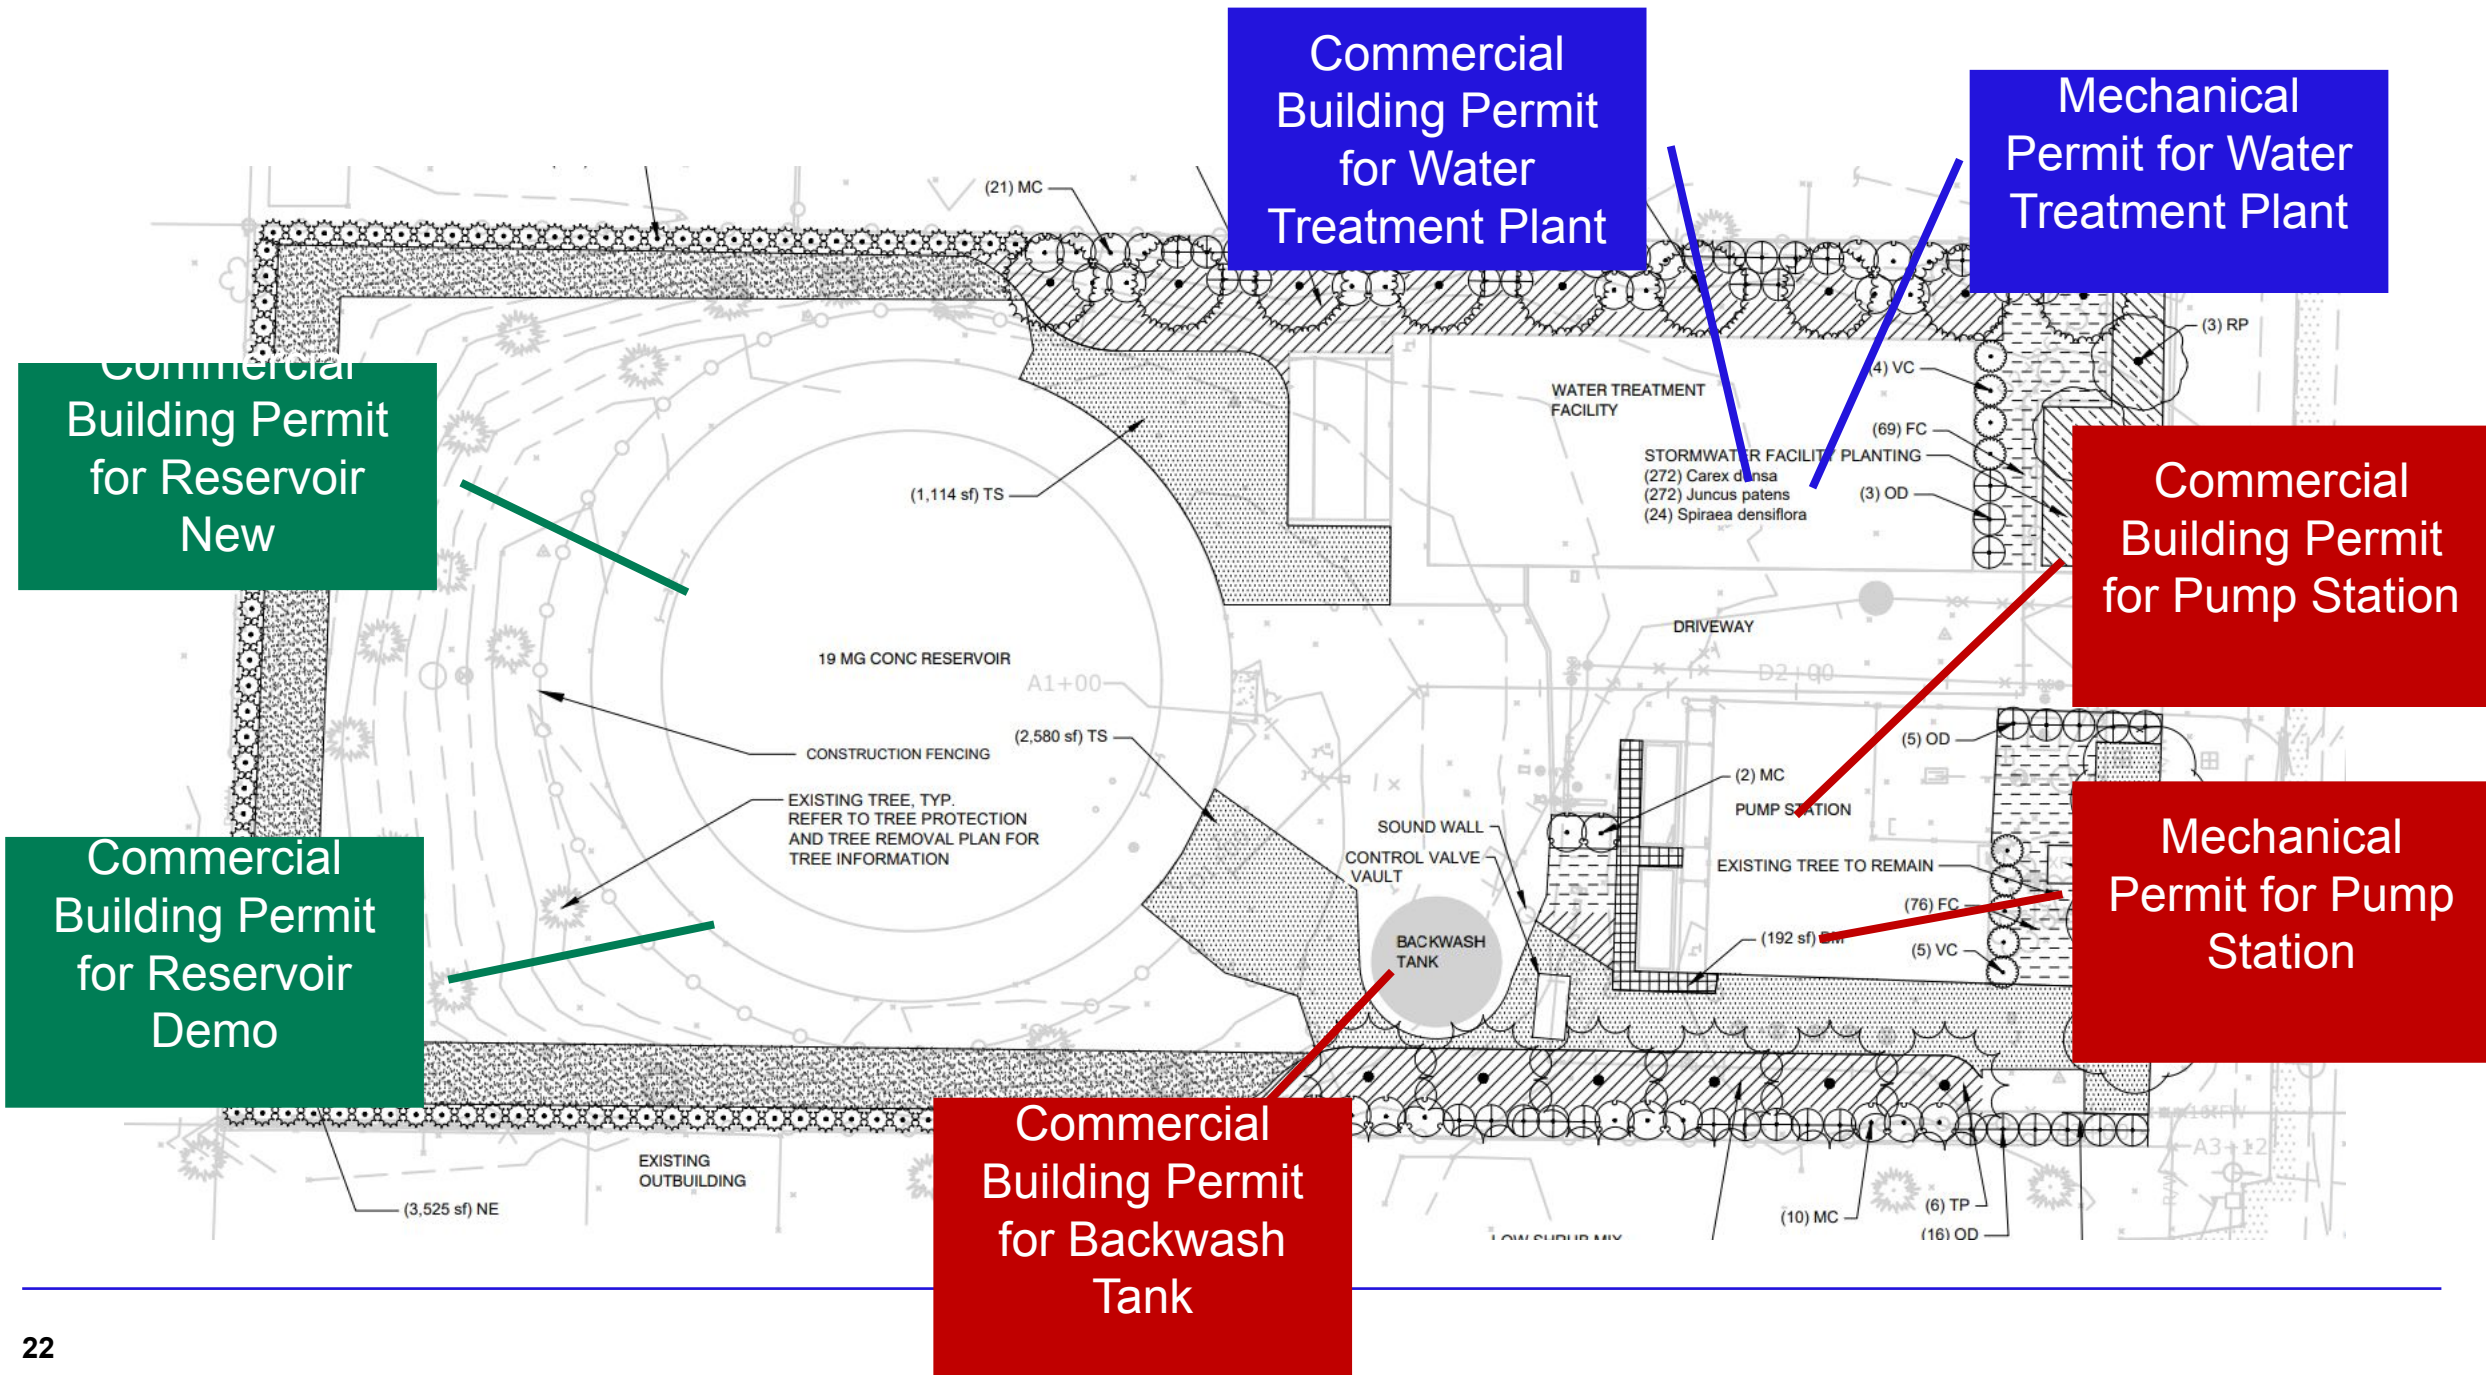 Commercial
Building Permit
for Water
Treatment Plant
Mechanical
Permit for Water
Treatment Plant
(21) MC
(3) RP
Commercial
Building Permit
for Reservoir
New
WATER TREATMENT
FACILITY
(4) VC
(69) FC
STORMWATER FACILITY PLANTING
(272) Carex densa
(272) Juncus patens
(24) Spiraea densiflora
(3) OD
(1,114 sf) TS
Commercial
Building Permit
for Pump Station
DRIVEWAY
19 MG CONC RESERVOIR
A1+00
D2+00
(2,580 sf) TS
CONSTRUCTION FENCING
(5) OD
(2) MC
PUMP STATION
EXISTING TREE, TYP.
REFER TO TREE PROTECTION
AND TREE REMOVAL PLAN FOR
TREE INFORMATION
SOUND WALL
CONTROL VALVE
VAULT
EXISTING TREE TO REMAIN
(76) FC
(192 sf) BM
(5) VC
Mechanical
Permit for Pump
Station
Commercial
Building Permit
for Reservoir
Demo
BACKWASH
TANK
Commercial
Building Permit
for Backwash
Tank
EXISTING
OUTBUILDING
(3,525 sf) NE
A3+12
R/W
(10) MC
(6) TP
(16) OD
LOW SHRUB MIX
22